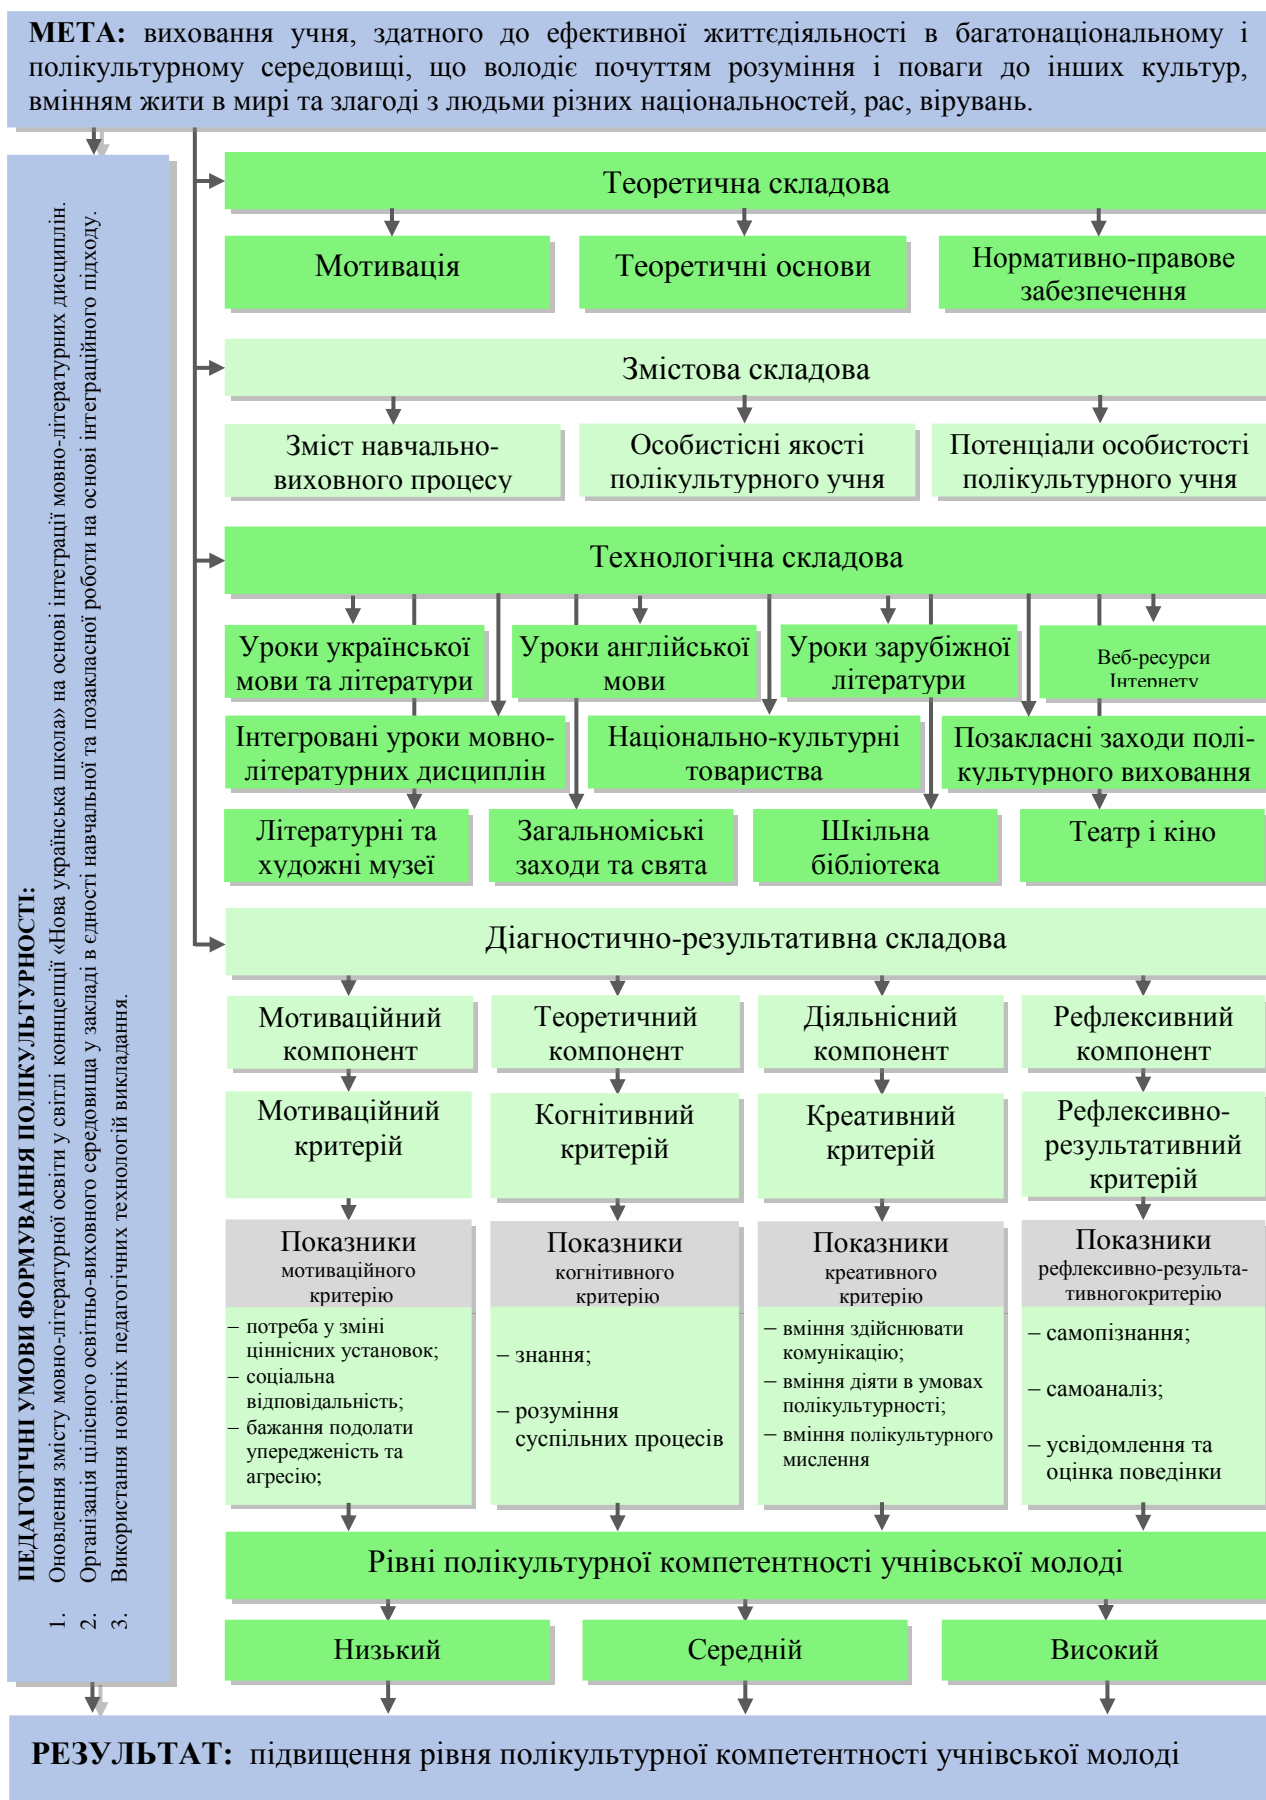 МЕТА: виховання учня, здатного до ефективної життєдіяльності в багатонаціональному і
полікультурному середовищі, що володіє почуттям розуміння і поваги до інших культур,
вмінням жити в мирі та злагоді з людьми різних національностей, рас, вірувань.
ПЕДАГОГІЧНІ УМОВИ ФОРМУВАННЯ ПОЛІКУЛЬТУРНОСТІ:
1. Оновлення змісту мовно-літературної освіти у світлі концепції «Нова українська школа» на основі інтеграції мовно-літературних дисциплін.
2. Організація цілісного освітньо-виховного середовища у закладі в єдності навчальної та позакласної роботи на основі інтеграційного підходу.
3. Використання новітніх педагогічних технологій викладання.
Теоретична складова
Мотивація
Теоретичні основи
Нормативно-правове
забезпечення
Змістова складова
Зміст навчально-
виховного процесу
Особистісні якості
полікультурного учня
Потенціали особистості
полікультурного учня
Технологічна складова
Уроки української
мови та літератури
Уроки англійської
мови
Уроки зарубіжної
літератури
Веб-ресурси
Інтернету
Інтегровані уроки мовно-
літературних дисциплін
Національно-культурні
товариства
Позакласні заходи полі-
культурного виховання
Літературні та
художні музеї
Загальноміські
заходи та свята
Шкільна
бібліотека
Театр і кіно
Діагностично-результативна складова
Мотиваційний
компонент
Теоретичний
компонент
Діяльнісний
компонент
Рефлексивний
компонент
Мотиваційний
критерій
Когнітивний
критерій
Креативний
критерій
Рефлексивно-
результативний
критерій
Показники
мотиваційного
критерію
Показники
когнітивного
критерію
Показники
креативного
критерію
Показники
рефлексивно-результа-
тивногокритерію
– потреба у зміні
ціннісних установок;
– соціальна
відповідальність;
– бажання подолати
упередженість та
агресію;
– знання;
– розуміння
суспільних процесів
– вміння здійснювати
комунікацію;
– вміння діяти в умовах
полікультурності;
– вміння полікультурного
мислення
– самопізнання;
– самоаналіз;
– усвідомлення та
оцінка поведінки
Рівні полікультурної компетентності учнівської молоді
Низький
Середній
Високий
РЕЗУЛЬТАТ: підвищення рівня полікультурної компетентності учнівської молоді